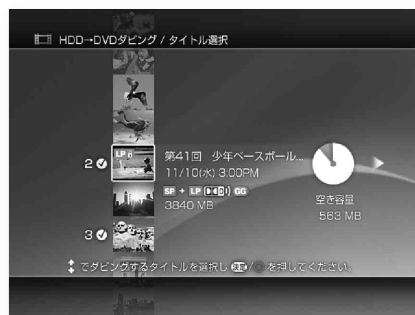 HDD→DVDダビング / タイトル選択
LP
2
第41回 少年ベースボール...
11/10(水) 3:00PM
SP → LP
3840 MB
空き容量
563 MB
3
でダビングするタイトルを選択し 決定/ を押してください。